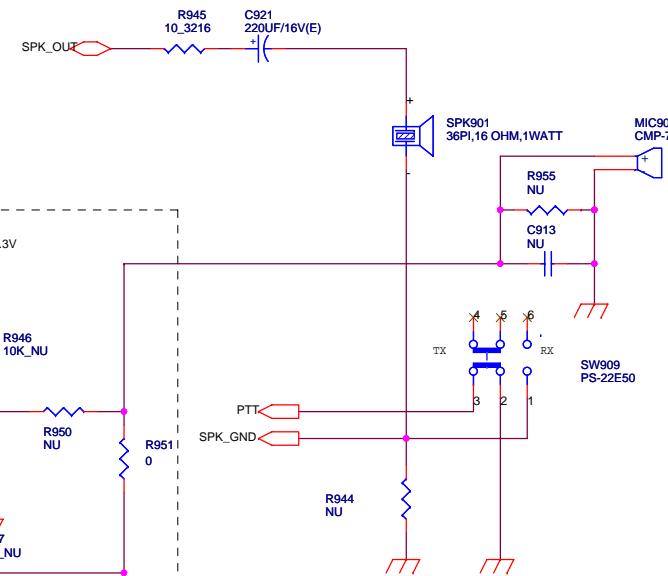 R945
10_3216
C921
220UF/16V(E)
SPK_OUT
+
+
SPK901
36PI,16 OHM,1WATT
-
MIC90
CMP-7
+
R955
NU
C913
NU
.3V
R946
10K_NU
4
5
6
TX
RX
SW909
PS-22E50
3
2
1
PTT
SPK_GND
R950
NU
R951
0
R944
NU
7
_NU